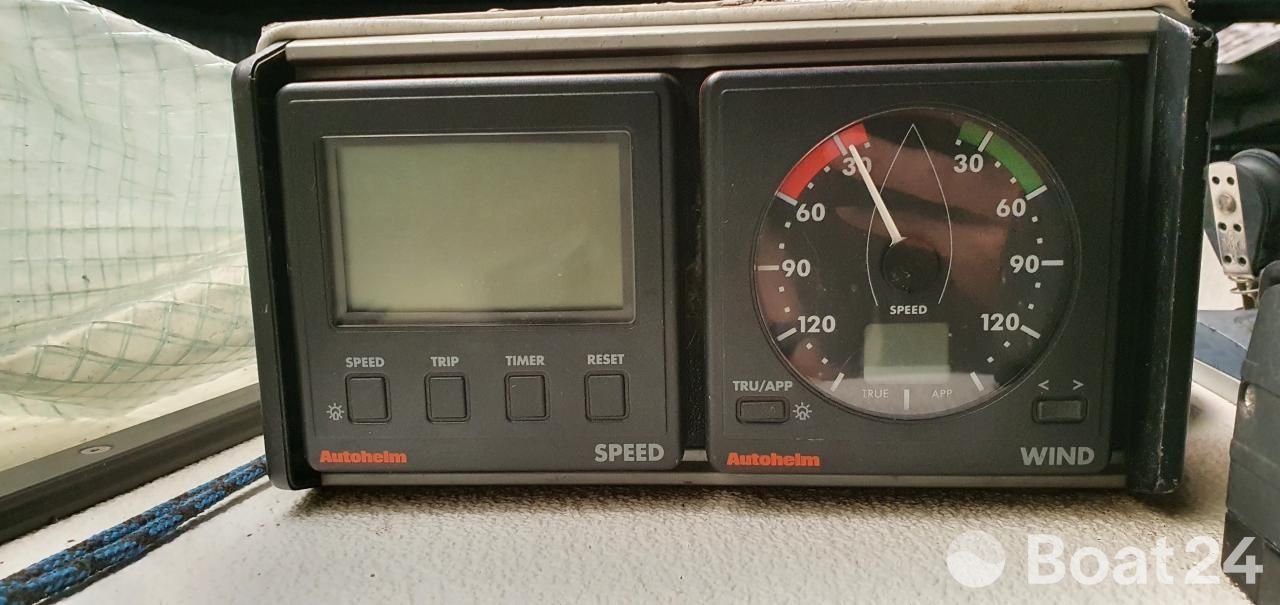 SPEED TRIP TIMER RESET
Autohelm SPEED
30 30
60 60
90 90
120 120
SPEED
TRU/APP TRUE APP < >
Autohelm WIND
Boat24